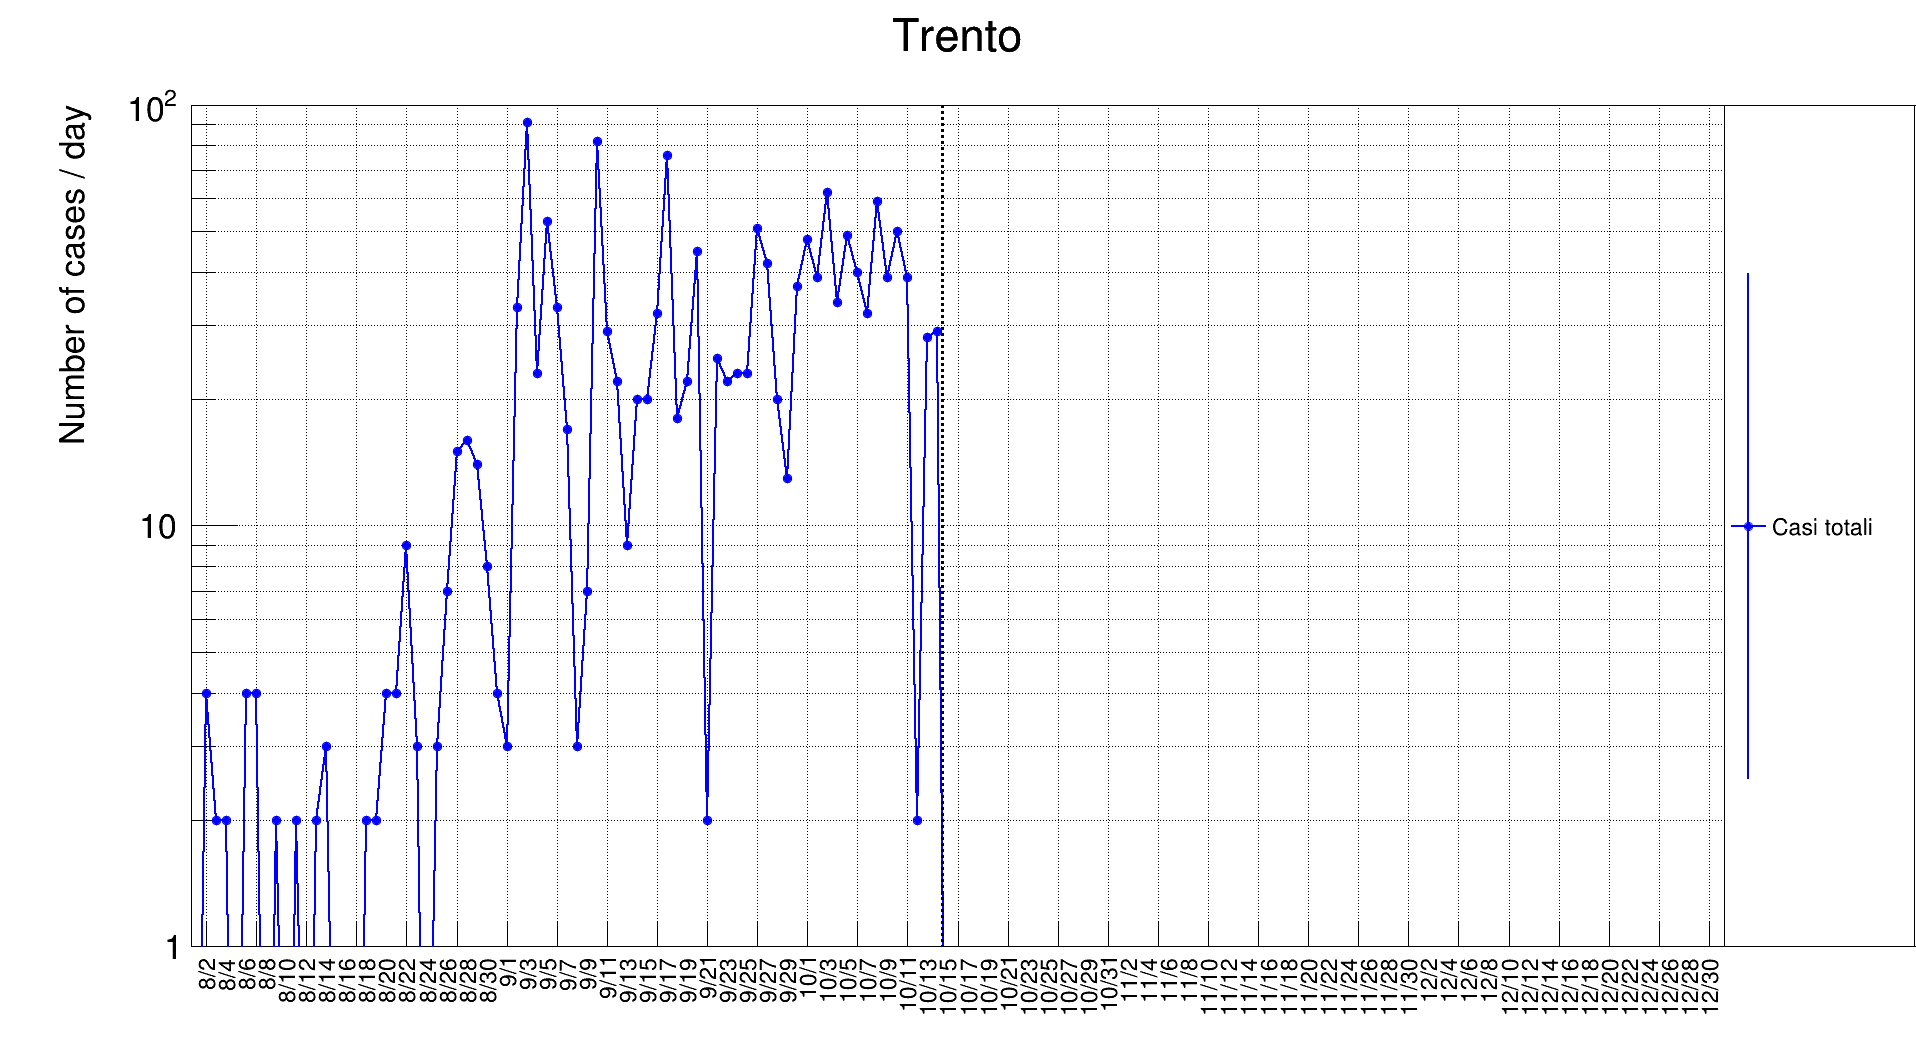 Trento
Number of cases / day
10²
10
1
8/2 8/4 8/6 8/8 8/10 8/12 8/14 8/16 8/18 8/20 8/22 8/24 8/26 8/28 8/30 9/1 9/3 9/5 9/7 9/9 9/11 9/13 9/15 9/17 9/19 9/21 9/23 9/25 9/27 9/29 10/1 10/3 10/5 10/7 10/9 10/11 10/13 10/15 10/17 10/19 10/21 10/23 10/25 10/27 10/29 10/31 11/2 11/4 11/6 11/8 11/10 11/12 11/14 11/16 11/18 11/20 11/22 11/24 11/26 11/28 11/30 12/2 12/4 12/6 12/8 12/10 12/12 12/14 12/16 12/18 12/20 12/22 12/24 12/26 12/28 12/30
Casi totali